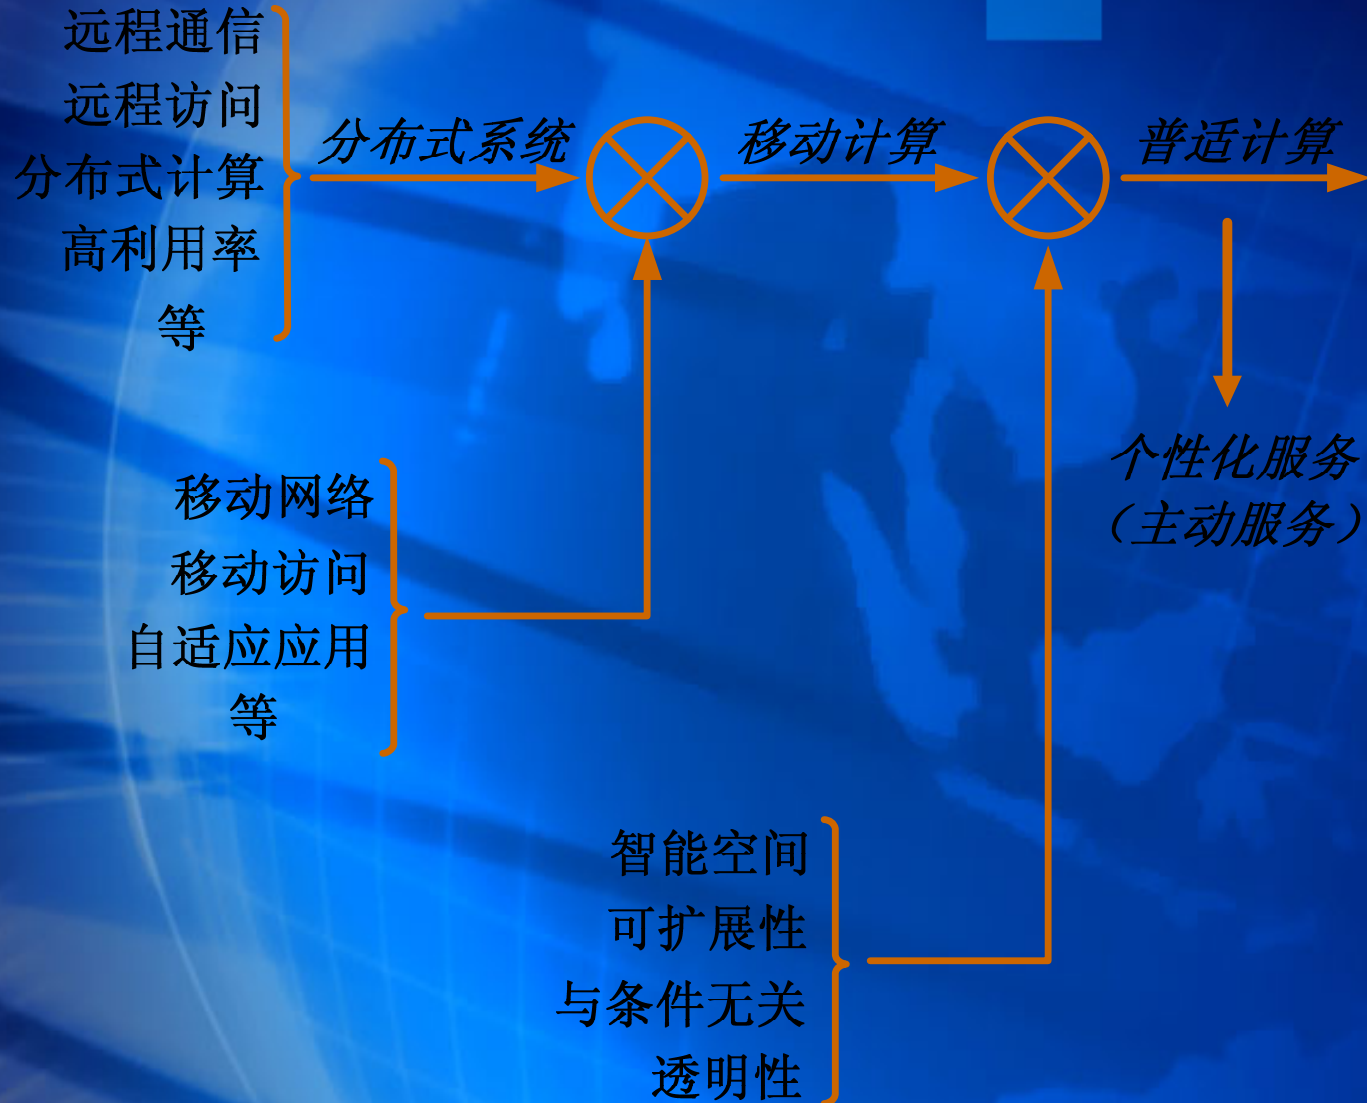 远程通信
远程访问
分布式计算
高利用率
等
分布式系统
移动计算
普适计算
个性化服务
（主动服务）
移动网络
移动访问
自适应应用
等
智能空间
可扩展性
与条件无关
透明性